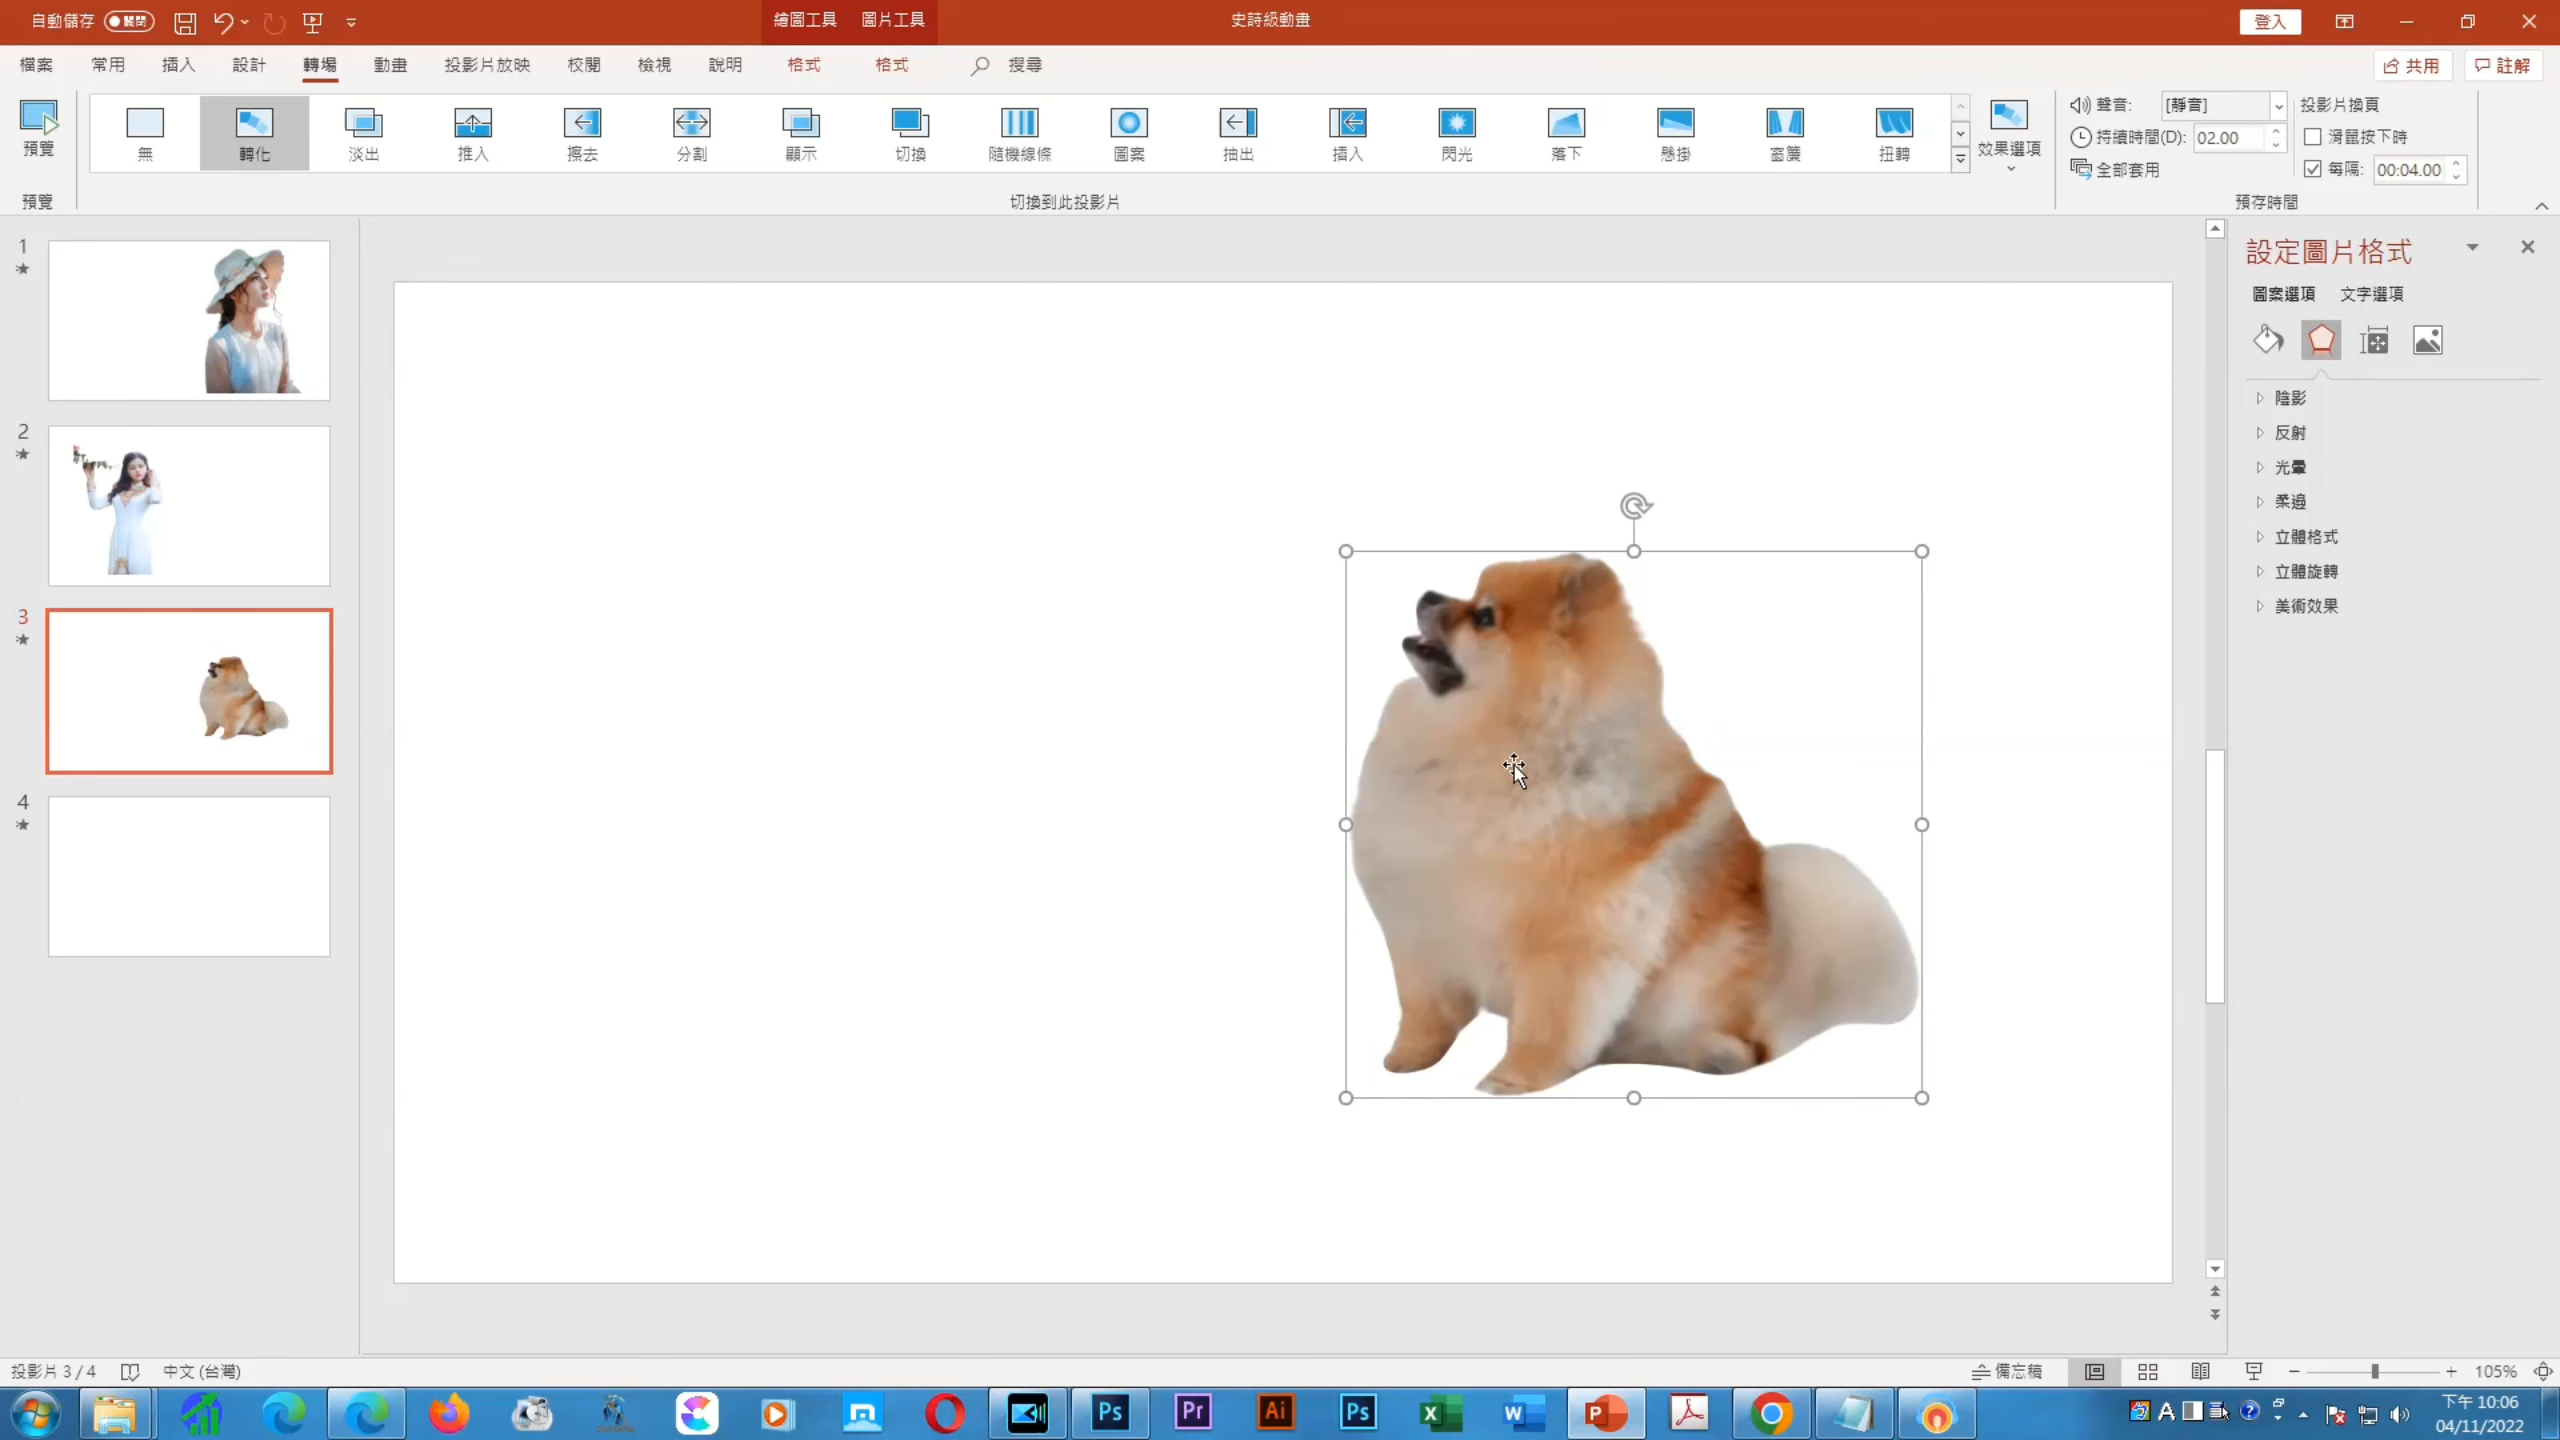 自動儲存 關閉
繪圖工具 圖片工具
史詩級動畫
登入
檔案 常用 插入 設計 轉場 動畫 投影片放映 校閱 檢視 說明 格式 格式 搜尋
共用 註解
預覽
無 轉化 淡出 推入 擦去 分割 顯示 切換 隨機線條 圖案 抽出 插入 閃光 落下 懸掛 窗簾 扭轉
效果選項
聲音: [靜音]
持續時間(D): 02.00
全部套用
投影片換頁
滑鼠按下時
每隔: 00:04.00
預覽 切換到此投影片 預存時間
1
2
3
4
設定圖片格式
圖案選項 文字選項
陰影
反射
光暈
柔邊
立體格式
立體旋轉
美術效果
投影片 3 / 4 中文 (台灣)
備忘稿 105%
Ps Pr Ai Ps X W P
A
下午 10:06
04/11/2022